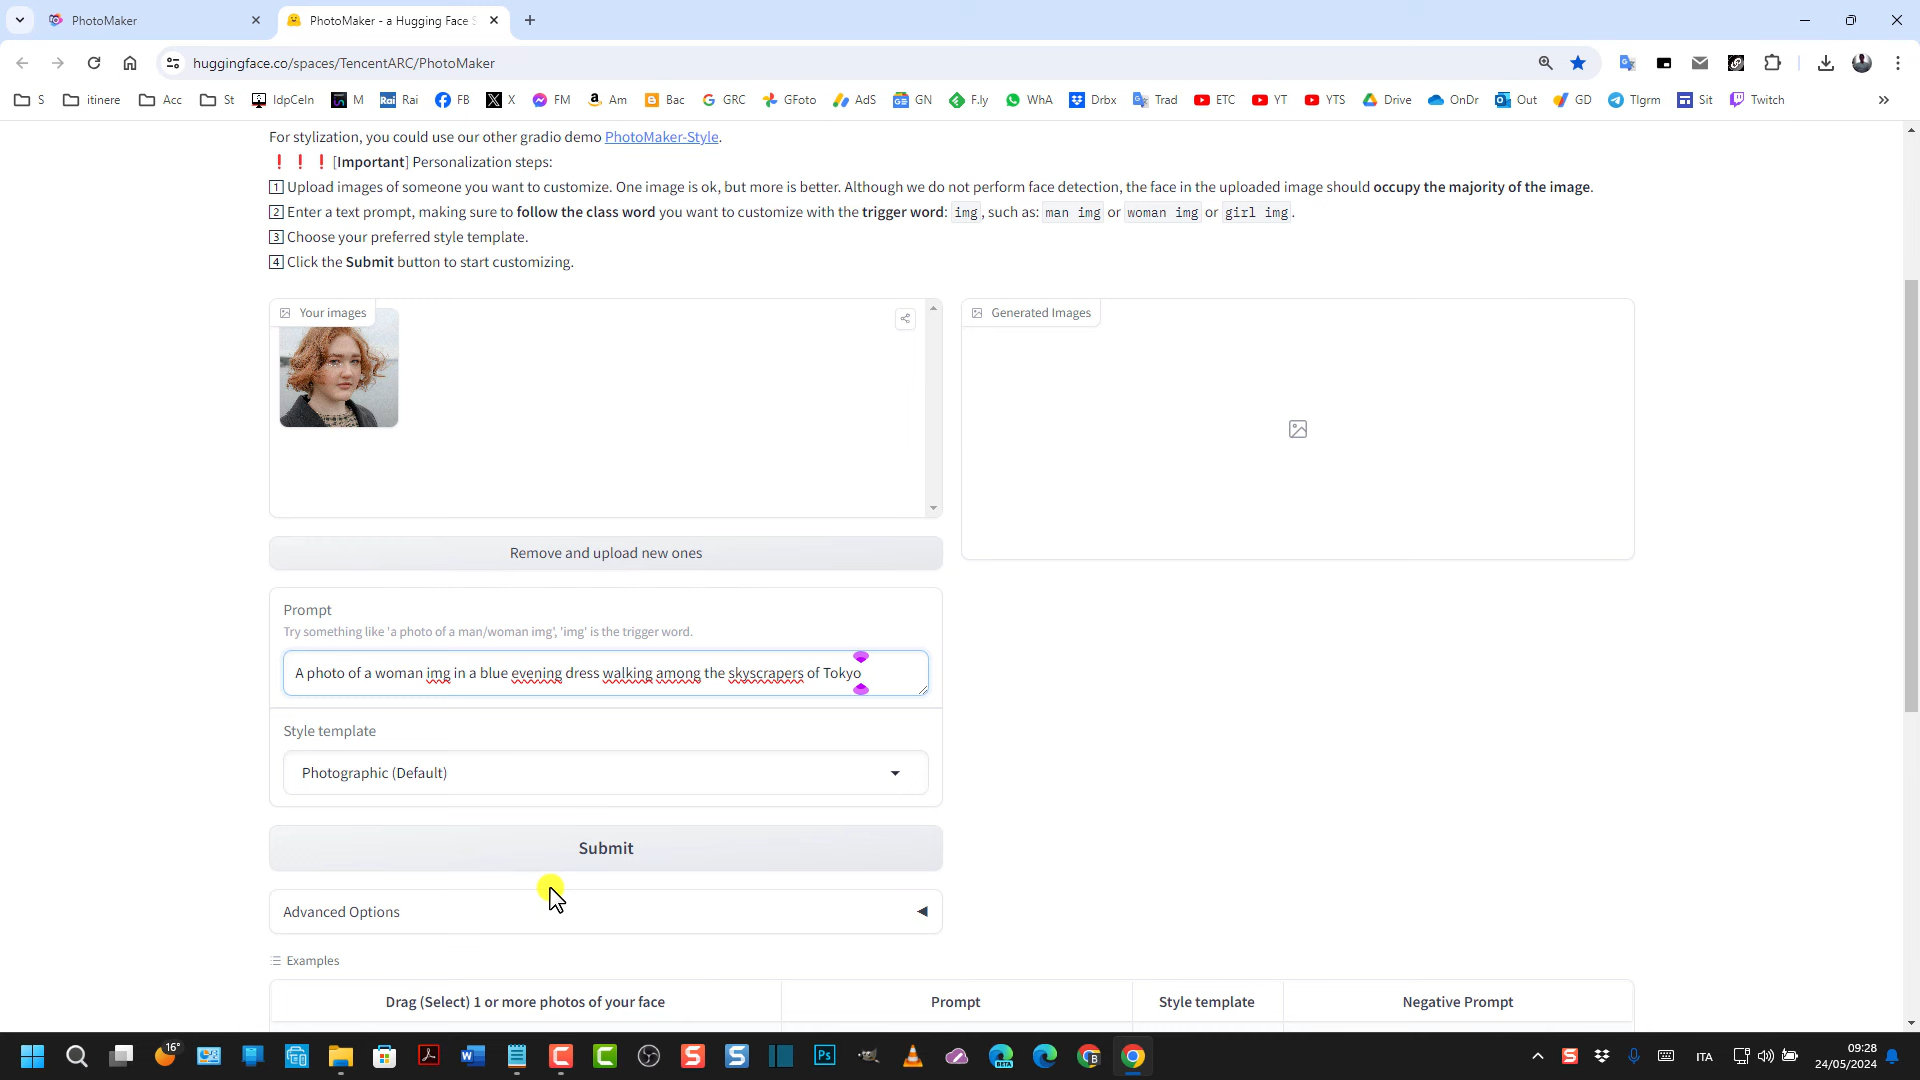 PhotoMaker
PhotoMaker - a Hugging Face S
huggingface.co/spaces/TencentARC/PhotoMaker
S
itinere
Acc
St
IdpCeIn
M
Rai
FB
X
FM
Am
Bac
GRC
GFoto
AdS
GN
F.ly
WhA
Drbx
Trad
ETC
YT
YTS
Drive
OnDr
Out
GD
Tlgrm
Sit
Twitch
»
For stylization, you could use our other gradio demo PhotoMaker-Style.
❗❗❗[Important] Personalization steps:
1️⃣ Upload images of someone you want to customize. One image is ok, but more is better. Although we do not perform face detection, the face in the uploaded image should occupy the majority of the image.
2️⃣ Enter a text prompt, making sure to follow the class word you want to customize with the trigger word: img, such as: man img or woman img or girl img.
3️⃣ Choose your preferred style template.
4️⃣ Click the Submit button to start customizing.
Your images
Generated Images
Remove and upload new ones
Prompt
Try something like 'a photo of a man/woman img', 'img' is the trigger word.
A photo of a woman img in a blue evening dress walking among the skyscrapers of Tokyo
Style template
Photographic (Default)
Submit
Advanced Options
Examples
Drag (Select) 1 or more photos of your face
Prompt
Style template
Negative Prompt
16°
ITA
09:28
24/05/2024